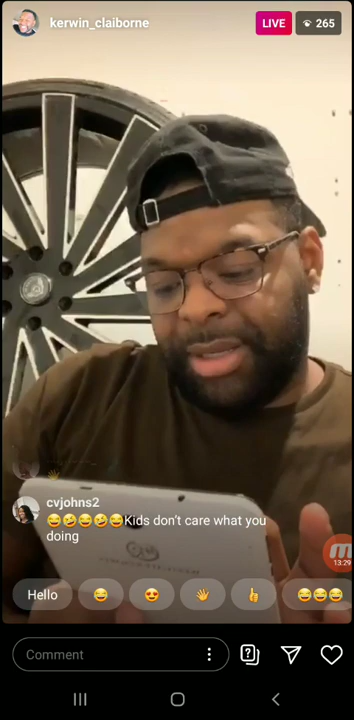 kerwin_claiborne
LIVE
265
cvjohns2
😂🤣😂🤣😂Kids don't care what you
doing
13:29
Hello
😂
😍
👋
👍
😂😂😂
Comment